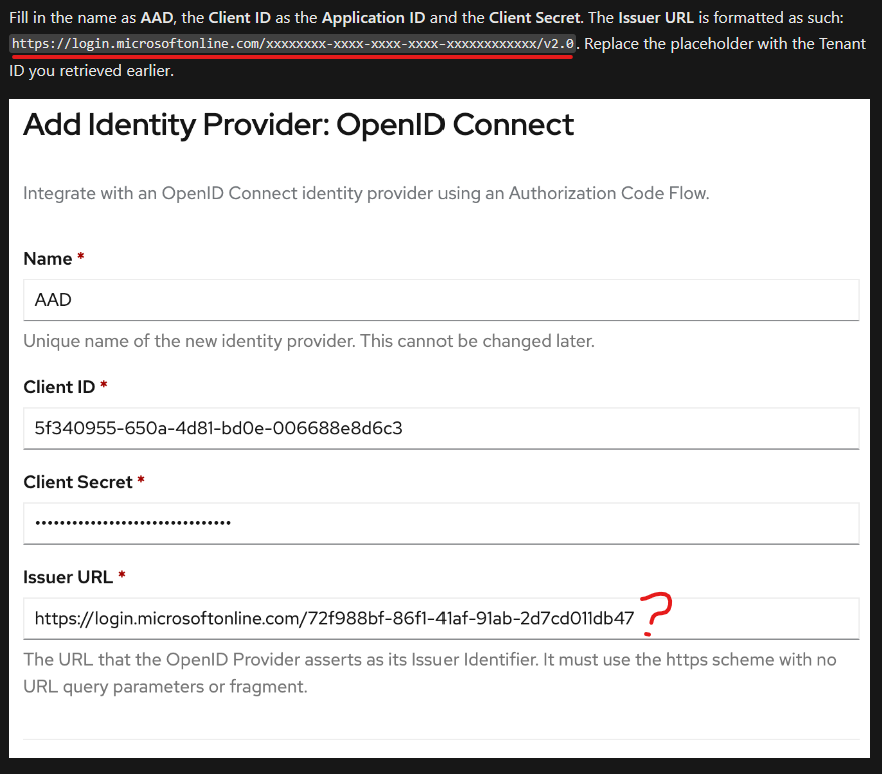 Fill in the name as AAD, the Client ID as the Application ID and the Client Secret. The Issuer URL is formatted as such:
https://login.microsoftonline.com/xxxxxxxx-xxxx-xxxx-xxxx-xxxxxxxxxxxx/v2.0. Replace the placeholder with the Tenant
ID you retrieved earlier.
Add Identity Provider: OpenID Connect
Integrate with an OpenID Connect identity provider using an Authorization Code Flow.
Name *
AAD
Unique name of the new identity provider. This cannot be changed later.
Client ID *
5f340955-650a-4d81-bd0e-006688e8d6c3
Client Secret *
••••••••••••••••••••••••••••••••
Issuer URL *
https://login.microsoftonline.com/72f988bf-86f1-41af-91ab-2d7cd011db47 ?
The URL that the OpenID Provider asserts as its Issuer Identifier. It must use the https scheme with no
URL query parameters or fragment.